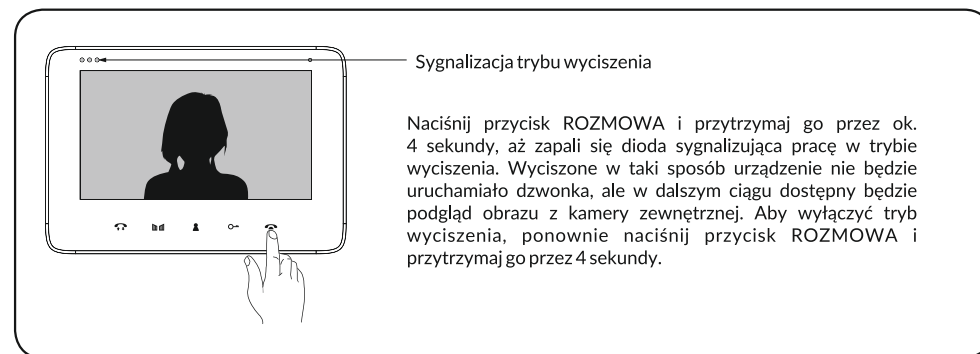 Sygnalizacja trybu wyciszenia
Naciśnij przycisk ROZMOWA i przytrzymaj go przez ok.
4 sekundy, aż zapali się dioda sygnalizująca pracę w trybie
wyciszenia. Wyciszone w taki sposób urządzenie nie będzie
uruchamiało dzwonka, ale w dalszym ciągu dostępny będzie
podgląd obrazu z kamery zewnętrznej. Aby wyłączyć tryb
wyciszenia, ponownie naciśnij przycisk ROZMOWA i
przytrzymaj go przez 4 sekundy.